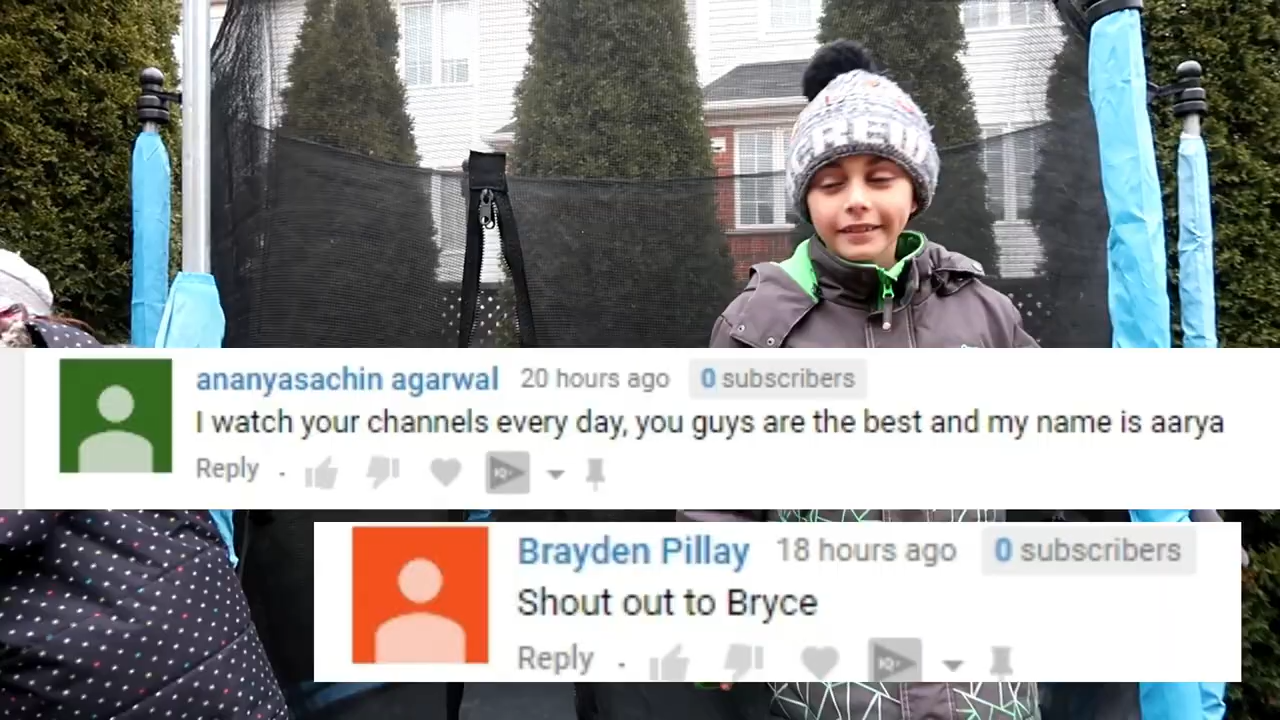 ananyasachin agarwal 20 hours ago 0 subscribers
I watch your channels every day, you guys are the best and my name is aarya
Reply
Brayden Pillay 18 hours ago 0 subscribers
Shout out to Bryce
Reply